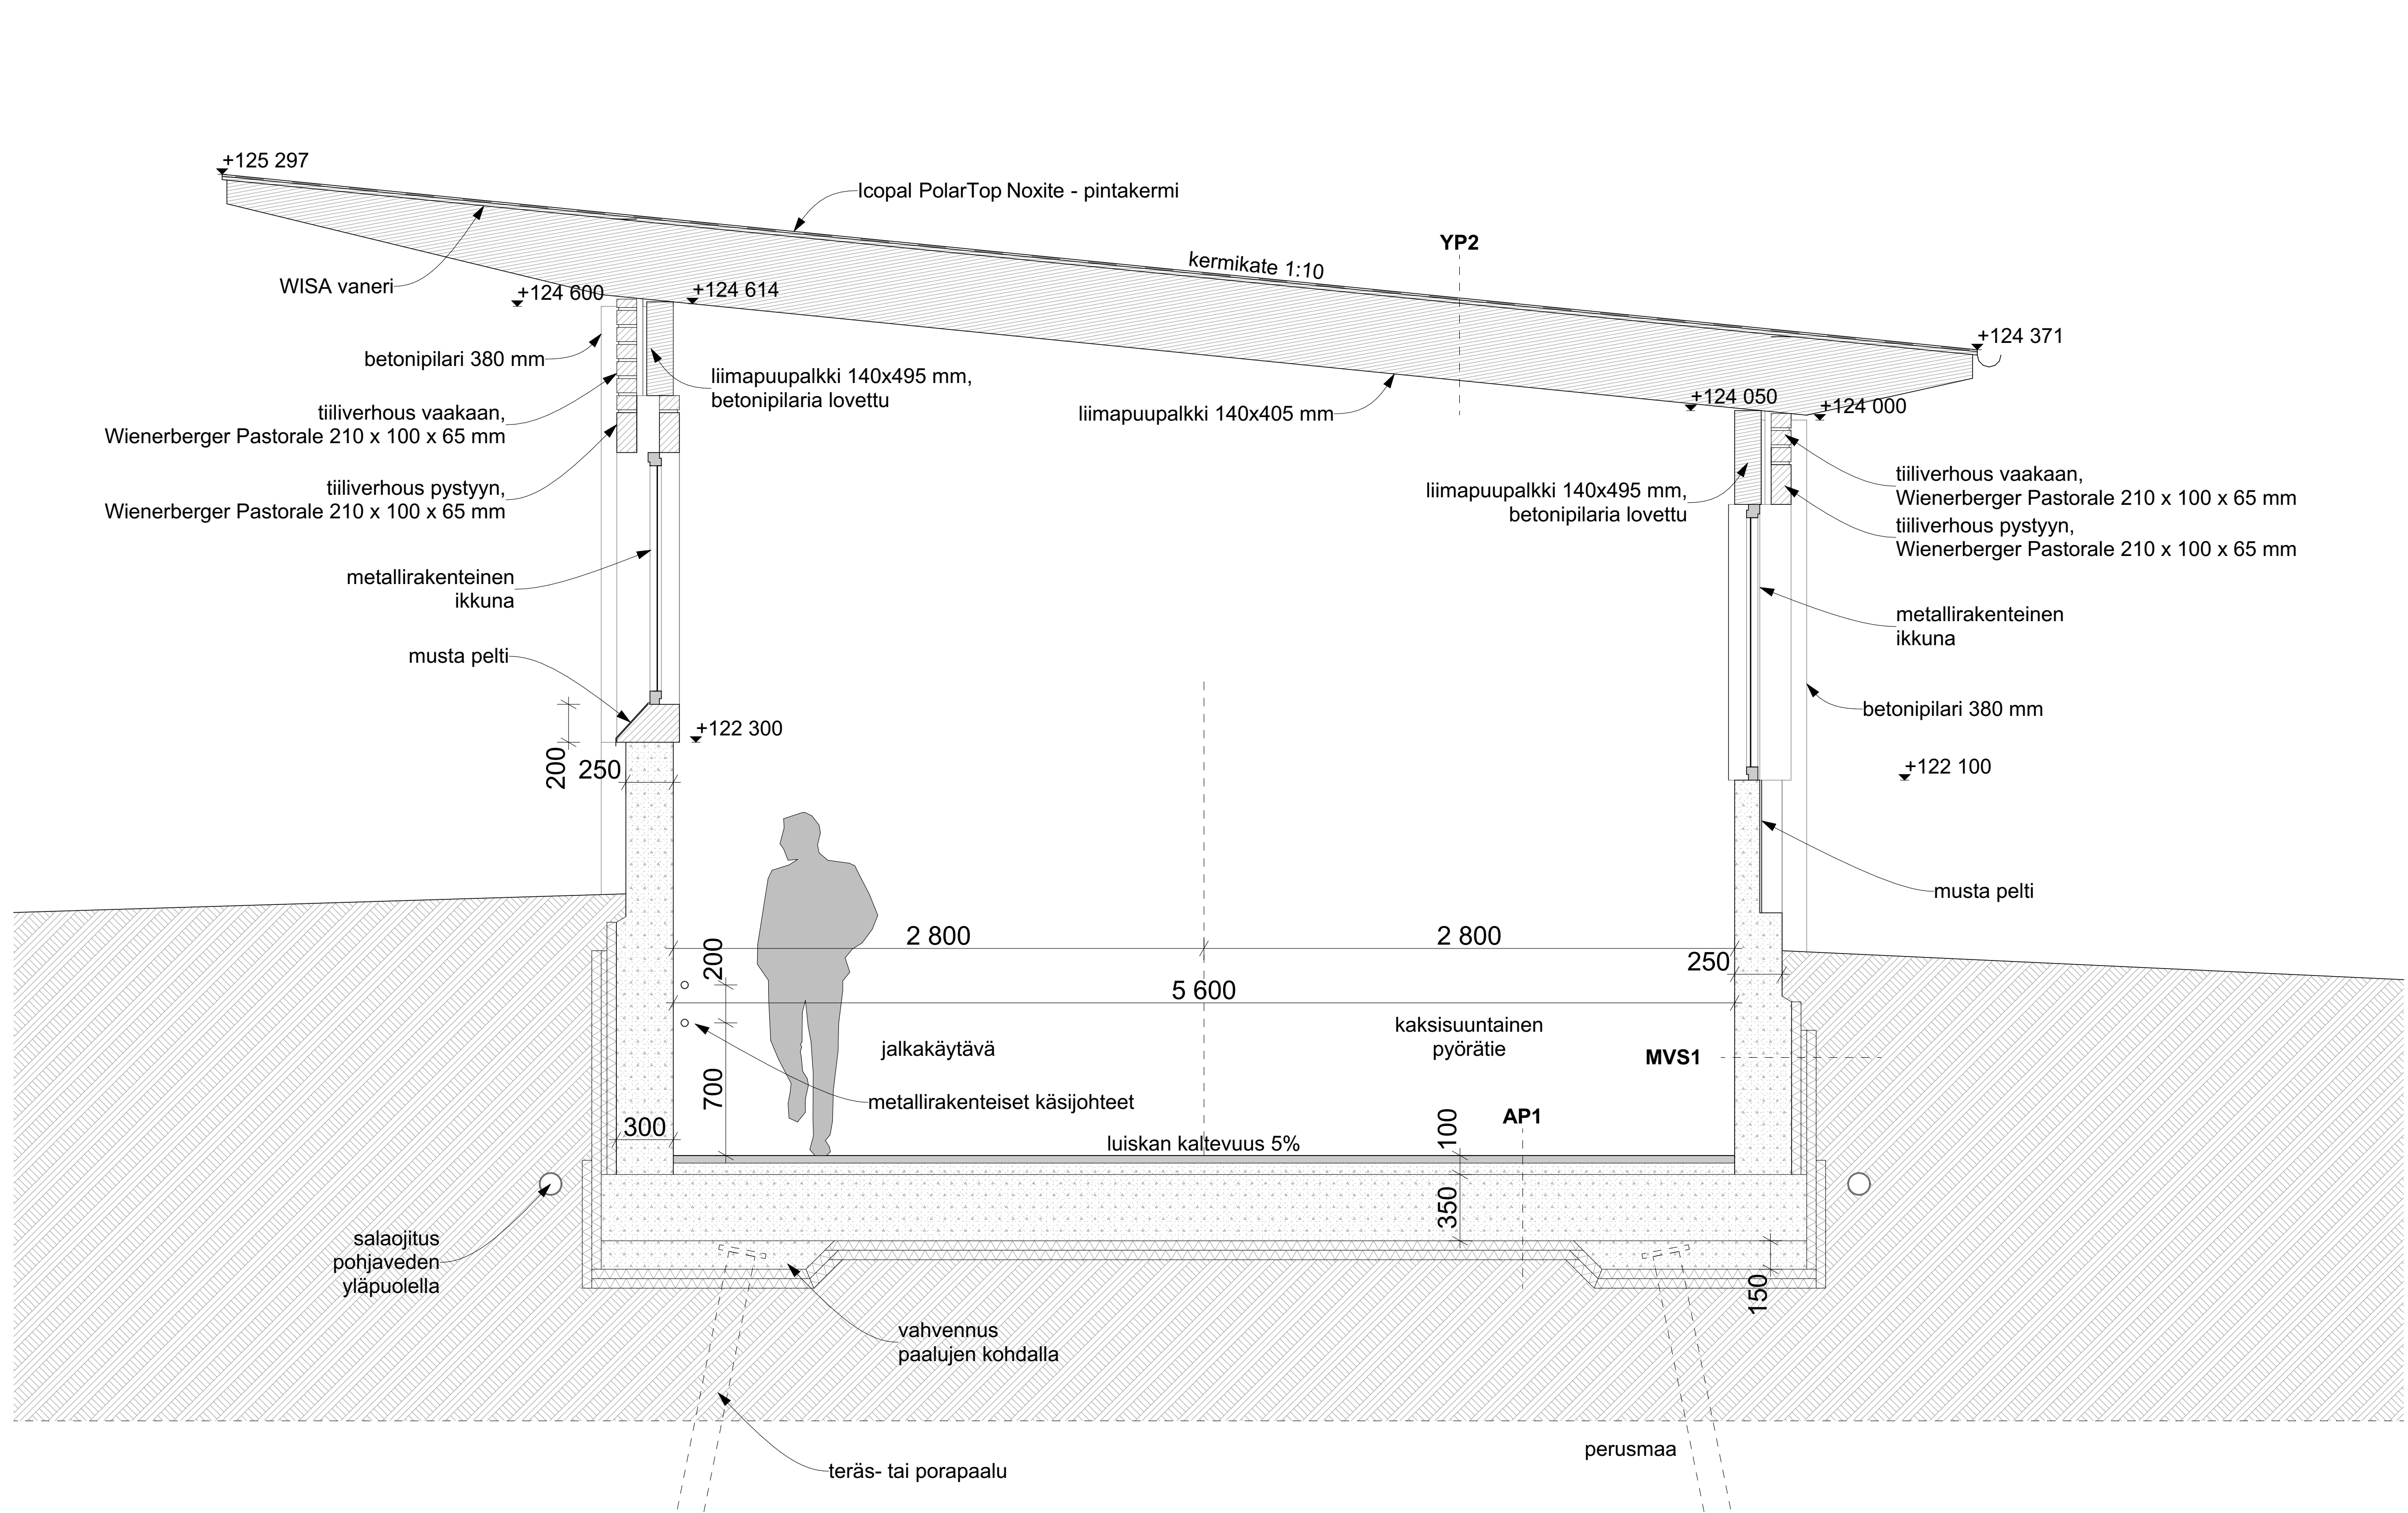 +125 297
Icopal PolarTop Noxite - pintakermi
YP2
kermikate 1:10
WISA vaneri
+124 600
+124 614
+124 371
betonipilari 380 mm
liimapuupalkki 140x495 mm,
betonipilaria lovettu
liimapuupalkki 140x405 mm
+124 050
+124 000
tiiliverhous vaakaan,
Wienerberger Pastorale 210 x 100 x 65 mm
tiiliverhous pystyyn,
Wienerberger Pastorale 210 x 100 x 65 mm
liimapuupalkki 140x495 mm,
betonipilaria lovettu
tiiliverhous vaakaan,
Wienerberger Pastorale 210 x 100 x 65 mm
tiiliverhous pystyyn,
Wienerberger Pastorale 210 x 100 x 65 mm
metallirakenteinen
ikkuna
metallirakenteinen
ikkuna
musta pelti
betonipilari 380 mm
+122 300
200
250
+122 100
musta pelti
2 800
2 800
200
250
5 600
jalkakäytävä
kaksisuuntainen
pyörätie
MVS1
700
metallirakenteiset käsijohteet
300
100
AP1
luiskan kaltevuus 5%
350
salaojitus
pohjaveden
yläpuolella
150
vahvennus
paalujen kohdalla
perusmaa
teräs- tai porapaalu